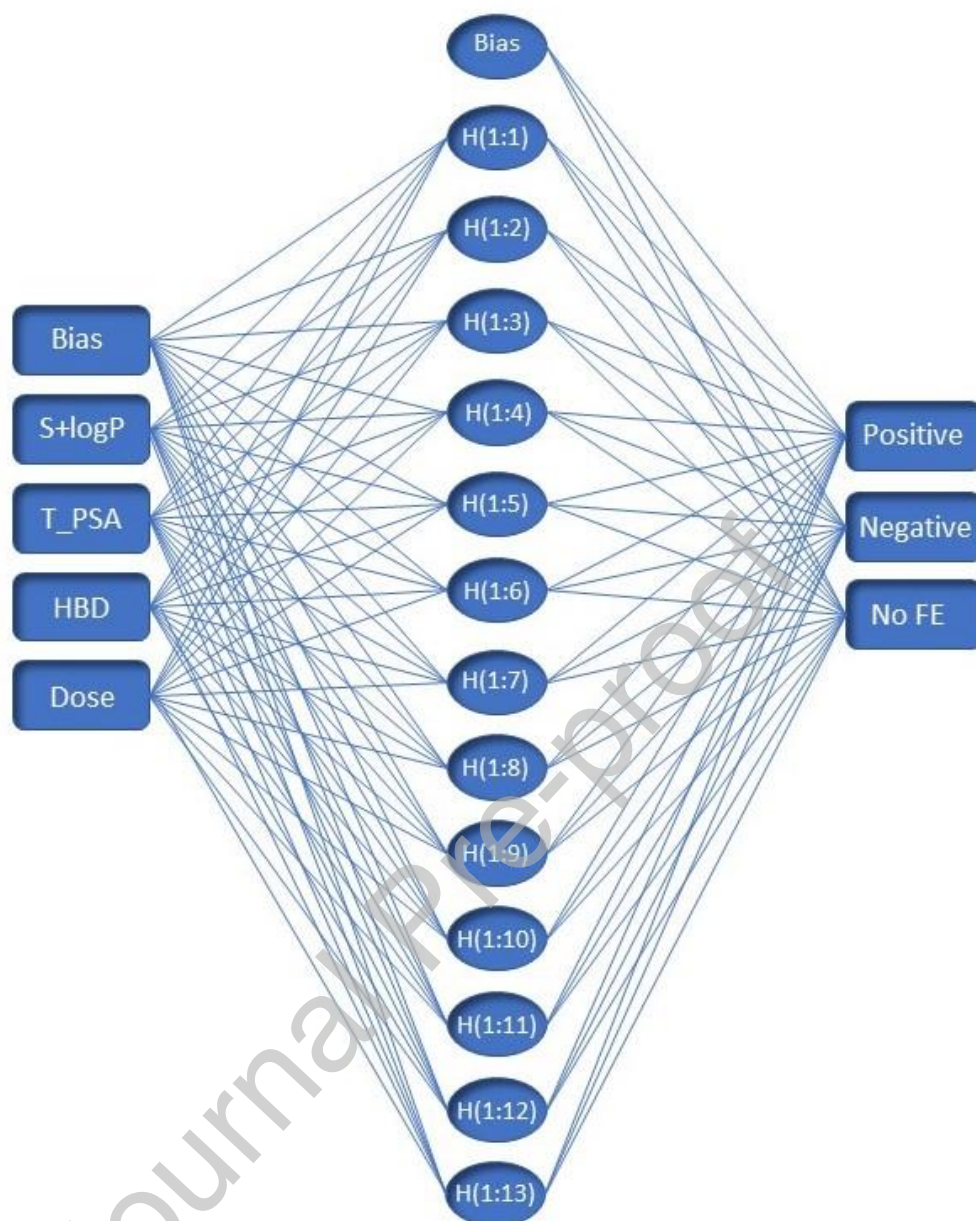 Bias
H(1:1)
H(1:2)
H(1:3)
H(1:4)
H(1:5)
H(1:6)
H(1:7)
H(1:8)
H(1:9)
H(1:10)
H(1:11)
H(1:12)
H(1:13)
Bias
S+logP
T_PSA
HBD
Dose
Positive
Negative
No FE
Journal Pre-proof